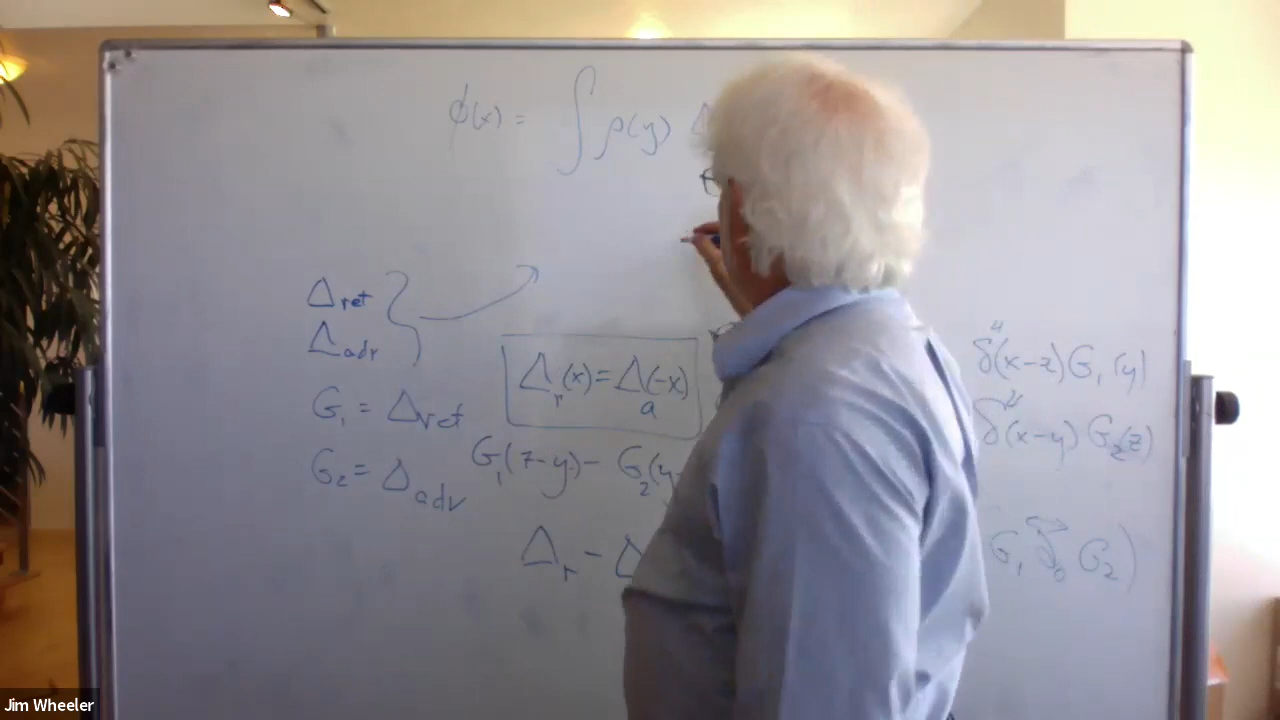 ϕ(x) = ∫ ρ(y) Δ
Δret
Δadv
Δr(x) = Δa(-x)
δ⁴(x-z) G₁(y)
G₁ = Δret
δ⁴(x-y) G₂(z)
G₂ = Δadv
G₁(z-y) - G₂(y-
Δr - Δ
G₁ ∂₀ G₂)
Jim Wheeler